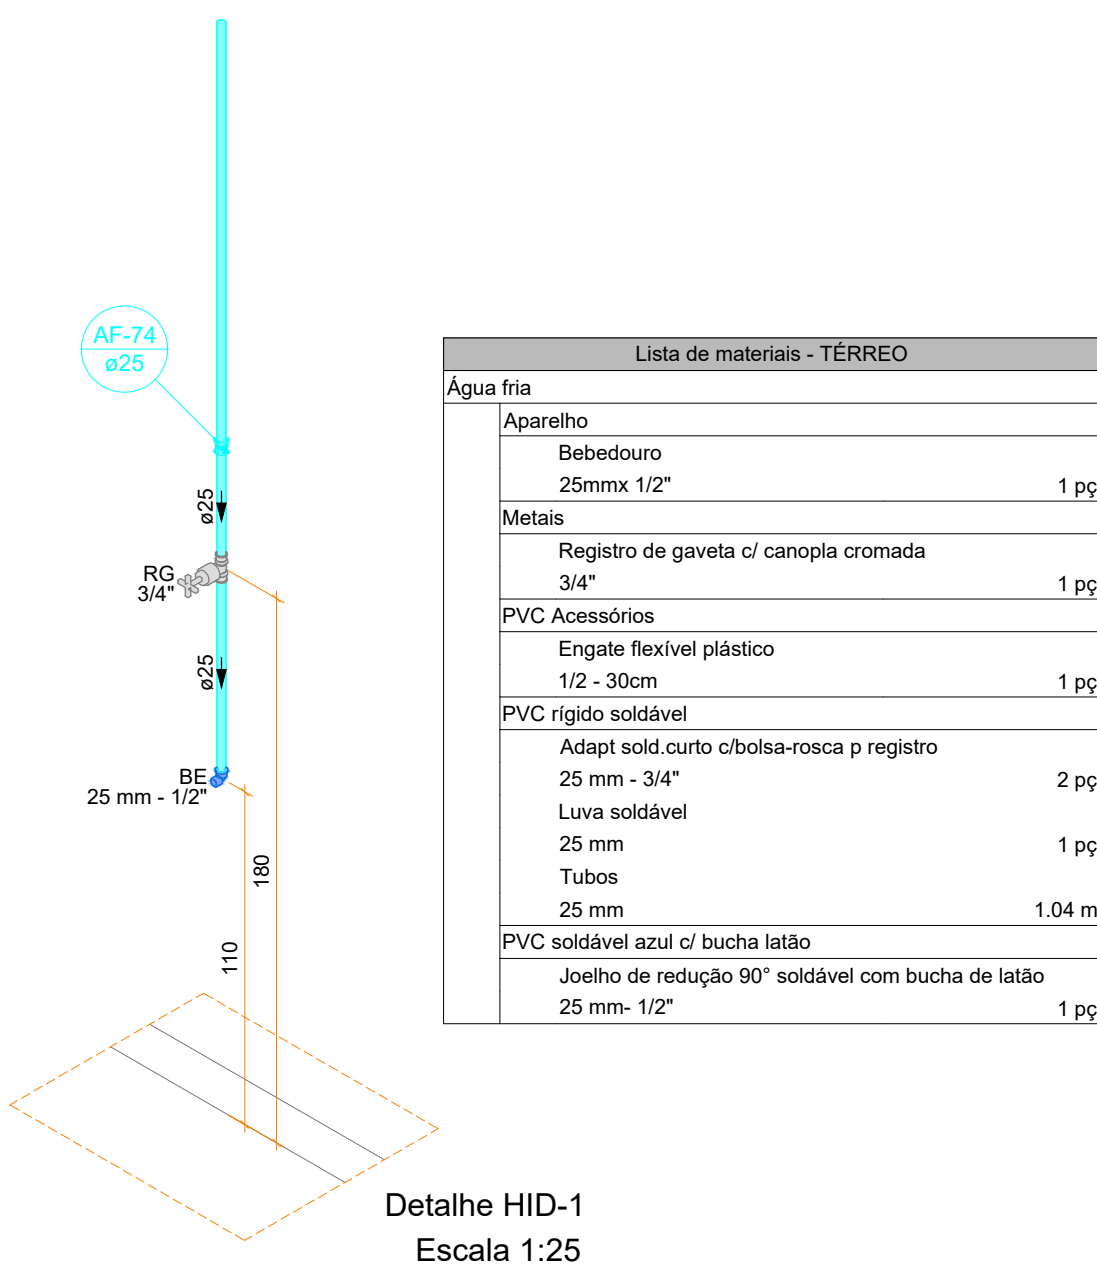 AF-74
ø25
ø25
RG
3/4"
ø25
BE
25 mm - 1/2"
180
110
Lista de materiais - TÉRREO
Água fria
Aparelho
Bebedouro
25mmx 1/2" 1 pç
Metais
Registro de gaveta c/ canopla cromada
3/4" 1 pç
PVC Acessórios
Engate flexível plástico
1/2 - 30cm 1 pç
PVC rígido soldável
Adapt sold.curto c/bolsa-rosca p registro
25 mm - 3/4" 2 pç
Luva soldável
25 mm 1 pç
Tubos
25 mm 1.04 m
PVC soldável azul c/ bucha latão
Joelho de redução 90° soldável com bucha de latão
25 mm- 1/2" 1 pç
Detalhe HID-1
Escala 1:25